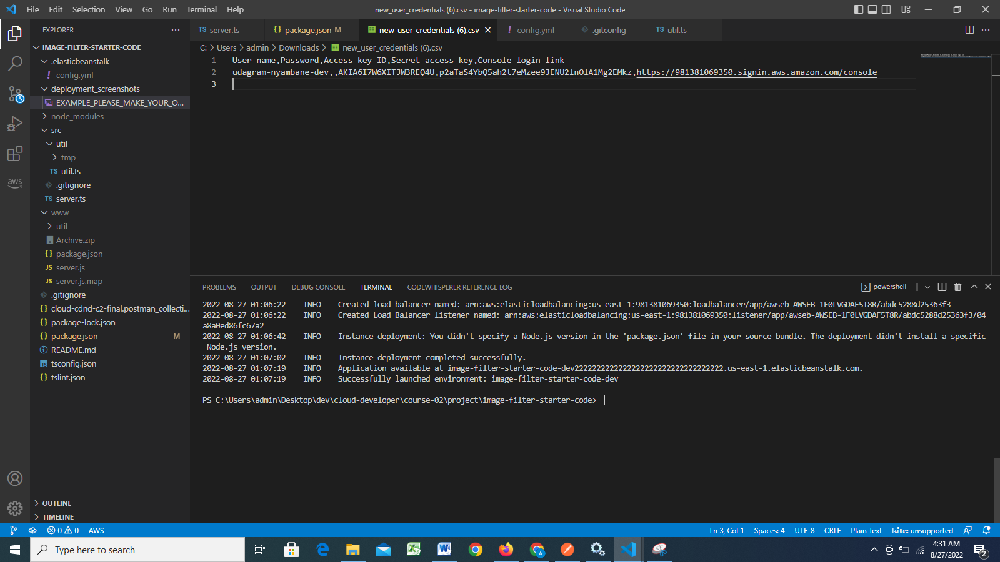 File Edit Selection View Go Run Terminal Help
new_user_credentials (6).csv - image-filter-starter-code - Visual Studio Code
EXPLORER
IMAGE-FILTER-STARTER-CODE
.elasticbeanstalk
! config.yml
deployment_screenshots
EXAMPLE_PLEASE_MAKE_YOUR_O...
node_modules
src
util
tmp
TS util.ts
.gitignore
TS server.ts
www
util
Archive.zip
{} package.json
JS server.js
JS server.js.map
.gitignore
{} cloud-cdnd-c2-final.postman_collecti...
{} package-lock.json
{} package.json M
README.md
tsconfig.json
{} tslint.json
OUTLINE
TIMELINE
aws
TS server.ts {} package.json M new_user_credentials (6).csv ! config.yml .gitconfig TS util.ts
C: > Users > admin > Downloads > new_user_credentials (6).csv
1 User name,Password,Access key ID,Secret access key,Console login link
2 udagram-nyambane-dev,,AKIA6I7W6XITJW3REQ4U,p2aTaS4YbQ5ah2t7eMzee9JENU2lnOlA1Mg2EMkz,https://981381069350.signin.aws.amazon.com/console
3
PROBLEMS OUTPUT DEBUG CONSOLE TERMINAL CODEWHISPERER REFERENCE LOG
powershell
2022-08-27 01:06:22 INFO Created load balancer named: arn:aws:elasticloadbalancing:us-east-1:981381069350:loadbalancer/app/awseb-AWSEB-1F0LVGDAF5T8R/abdc5288d25363f3
2022-08-27 01:06:22 INFO Created Load Balancer listener named: arn:aws:elasticloadbalancing:us-east-1:981381069350:listener/app/awseb-AWSEB-1F0LVGDAF5T8R/abdc5288d25363f3/04
a8a0ed86fc67a2
2022-08-27 01:06:42 INFO Instance deployment: You didn't specify a Node.js version in the 'package.json' file in your source bundle. The deployment didn't install a specific
Node.js version.
2022-08-27 01:07:02 INFO Instance deployment completed successfully.
2022-08-27 01:07:19 INFO Application available at image-filter-starter-code-dev2222222222222222222222222222222222.us-east-1.elasticbeanstalk.com.
2022-08-27 01:07:19 INFO Successfully launched environment: image-filter-starter-code-dev
PS C:\Users\admin\Desktop\dev\cloud-developer\course-02\project\image-filter-starter-code>
0 0 AWS
Ln 3, Col 1 Spaces: 4 UTF-8 CRLF Plain Text kite: unsupported
Type here to search
4:31 AM
8/27/2022
2